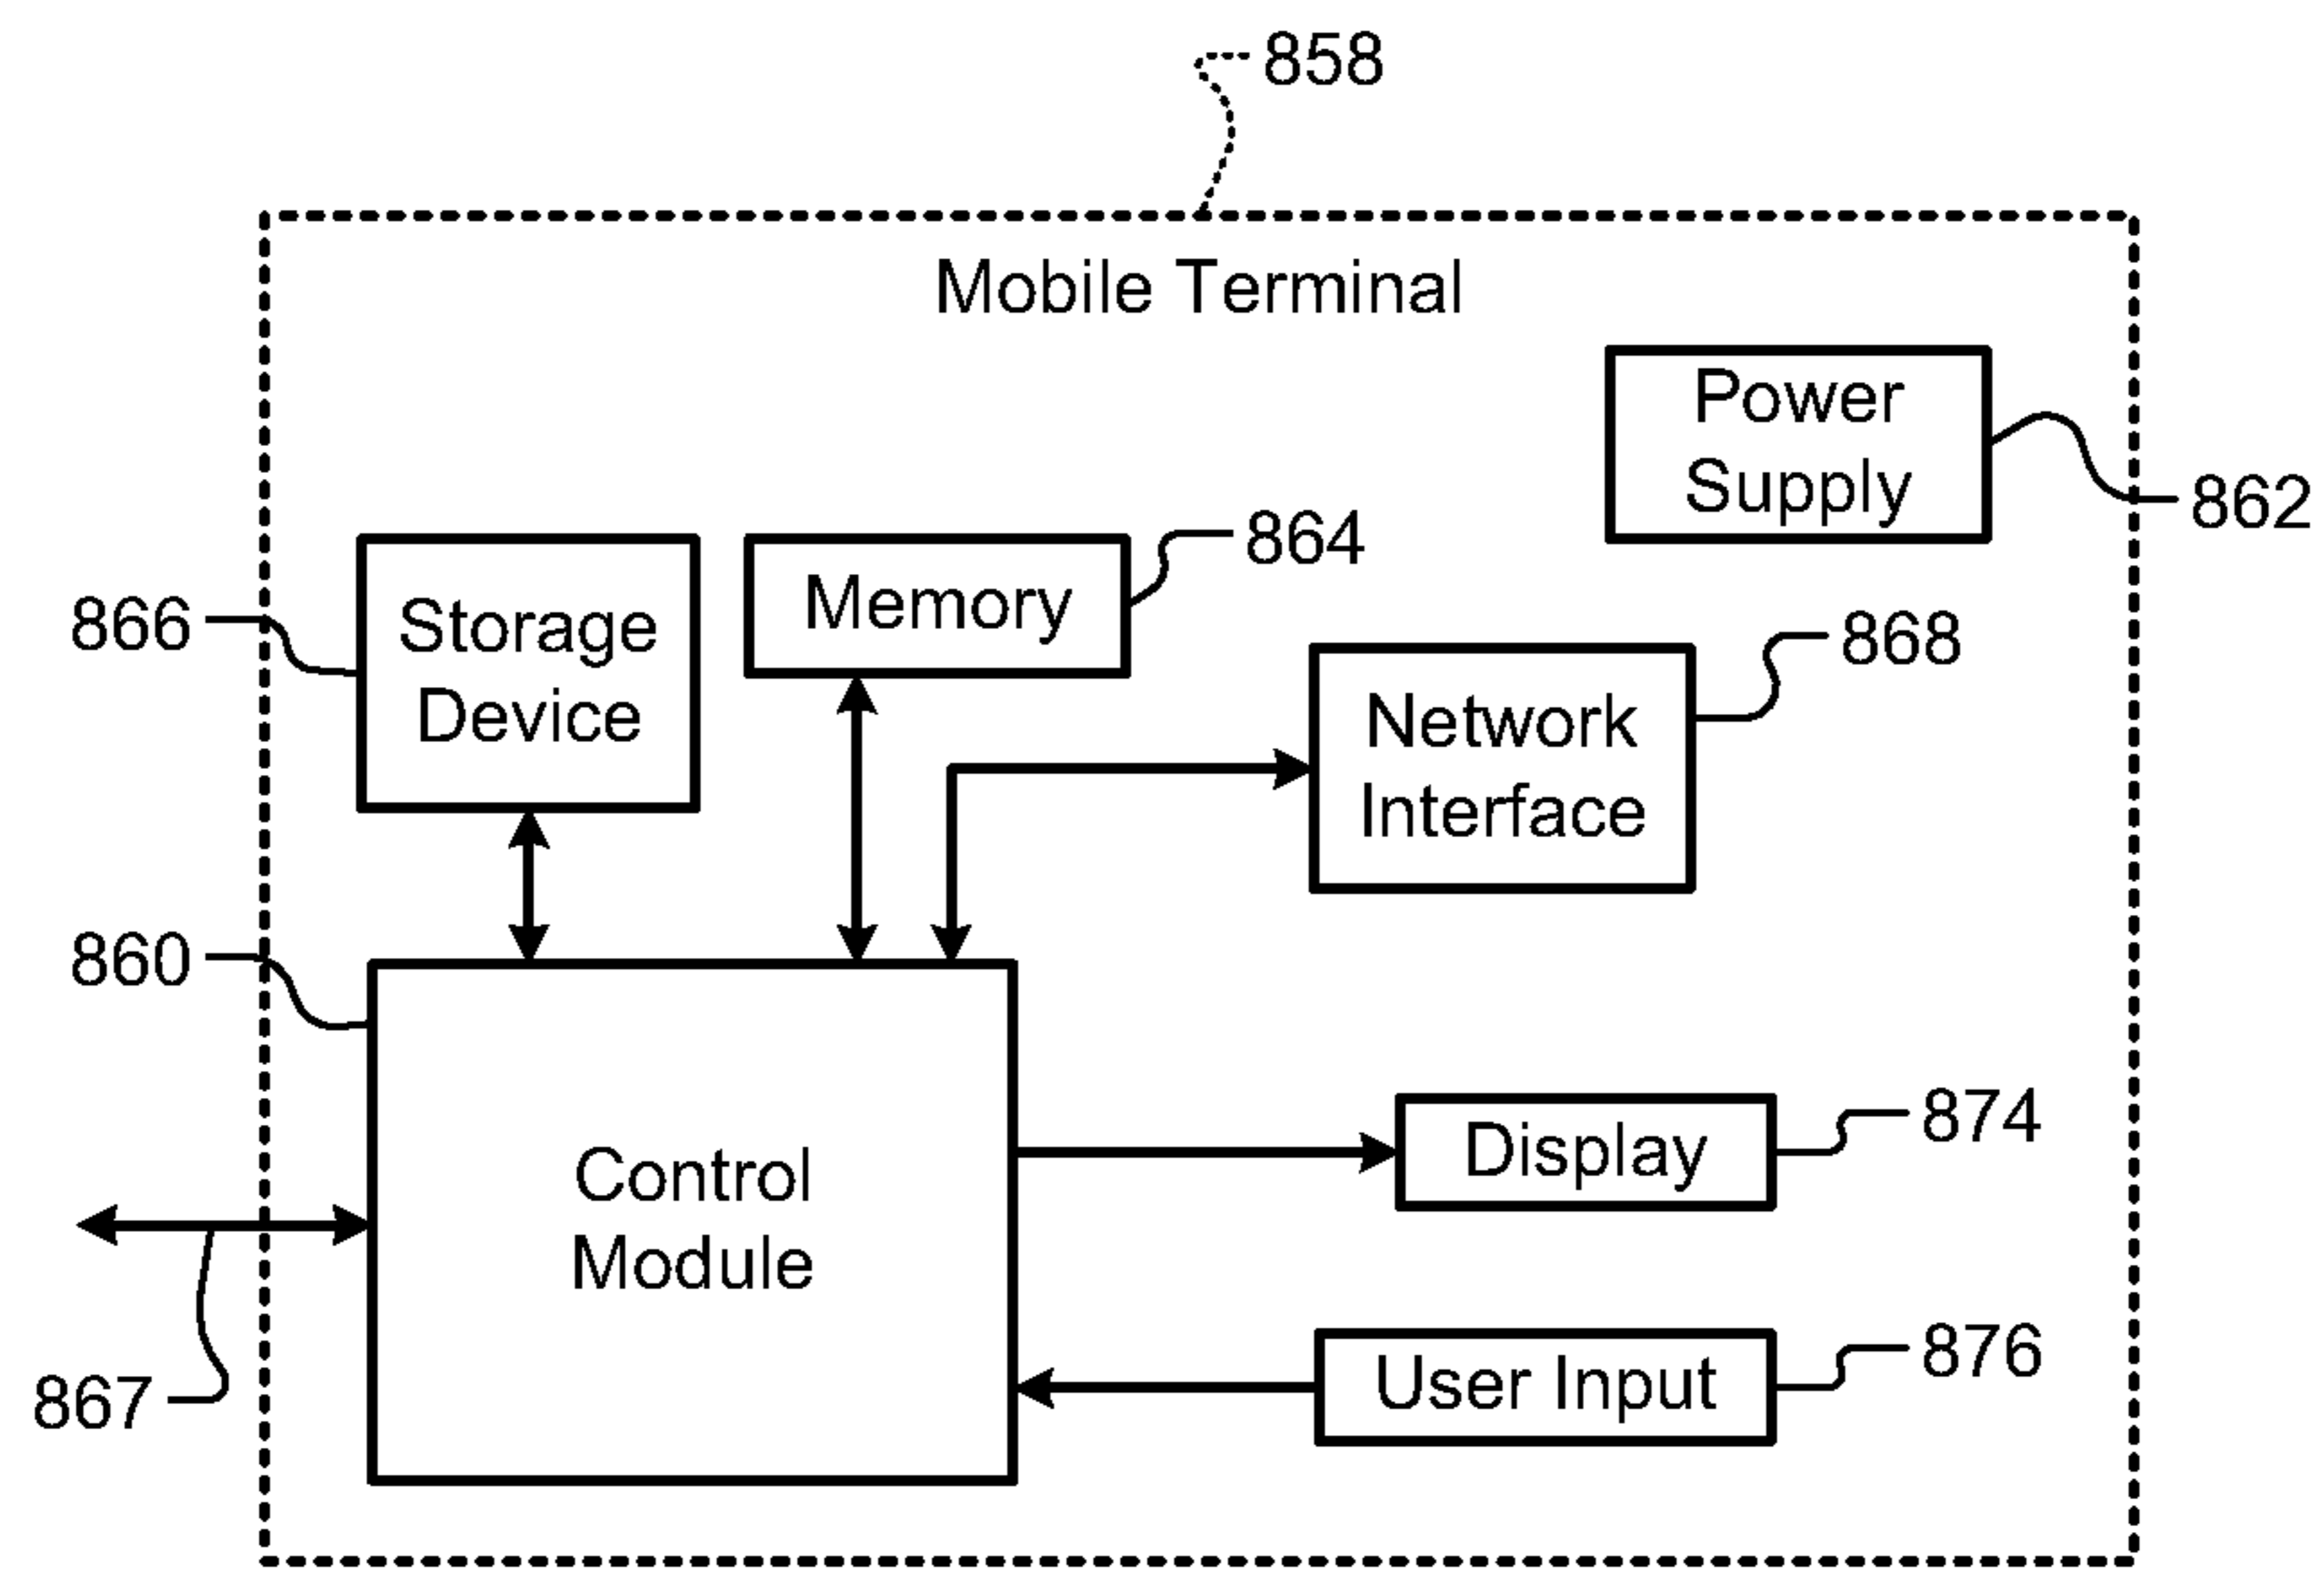 858
Mobile Terminal
Power
Supply
862
864
Memory
866
Storage
Device
868
Network
Interface
860
874
Display
Control
Module
876
User Input
867